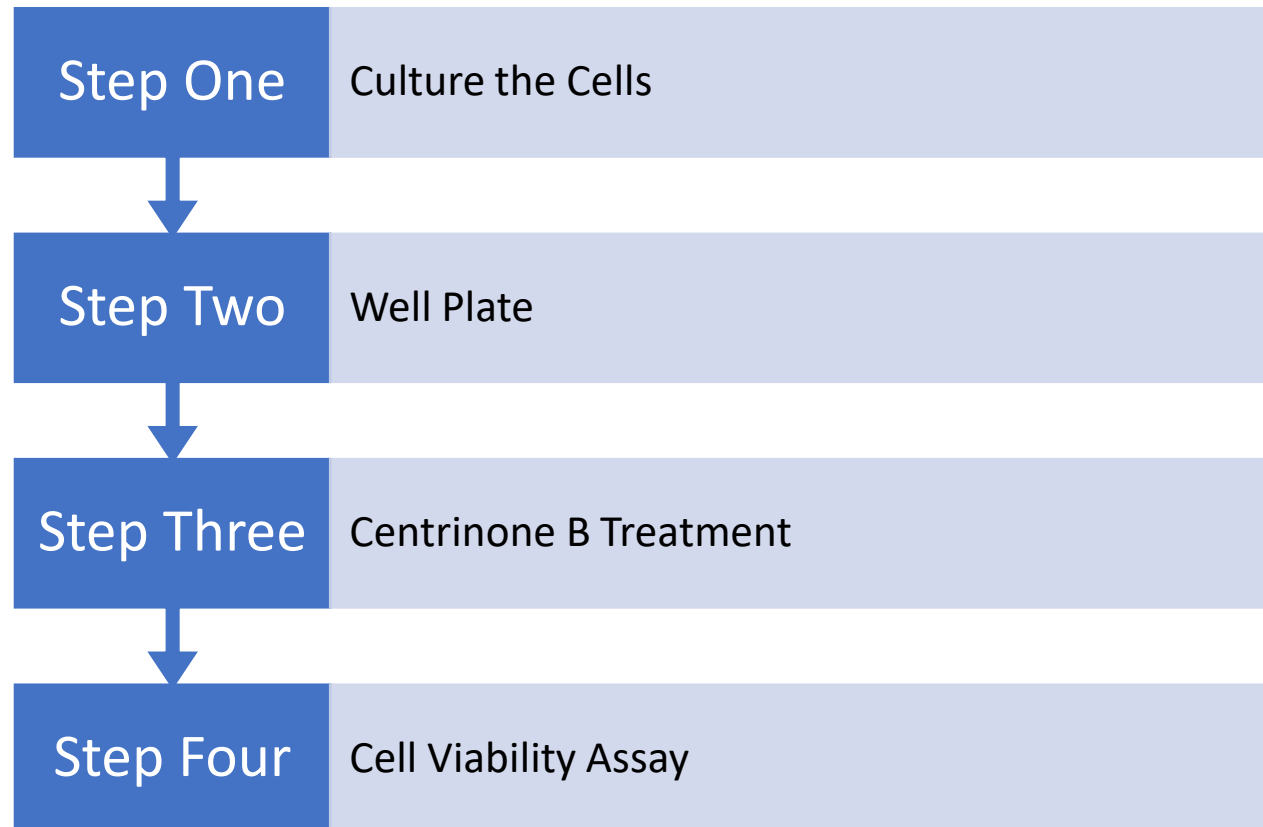 Step One
Culture the Cells
Step Two
Well Plate
Step Three
Centrinone B Treatment
Step Four
Cell Viability Assay